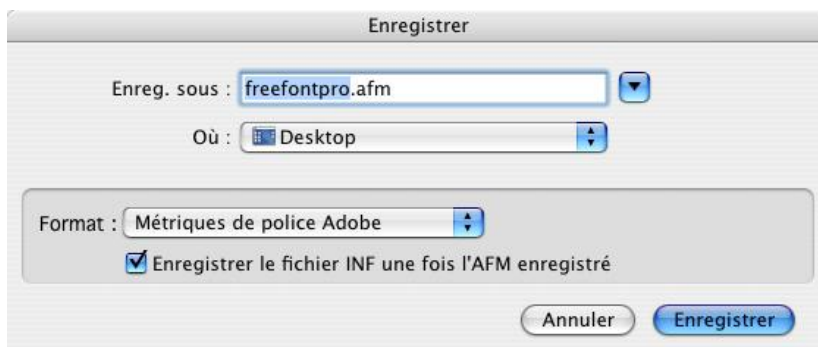 Enregistrer
Enreg. sous : freefontpro.afm
Où : Desktop
Format : Métriques de police Adobe
Enregistrer le fichier INF une fois l'AFM enregistré
Annuler Enregistrer